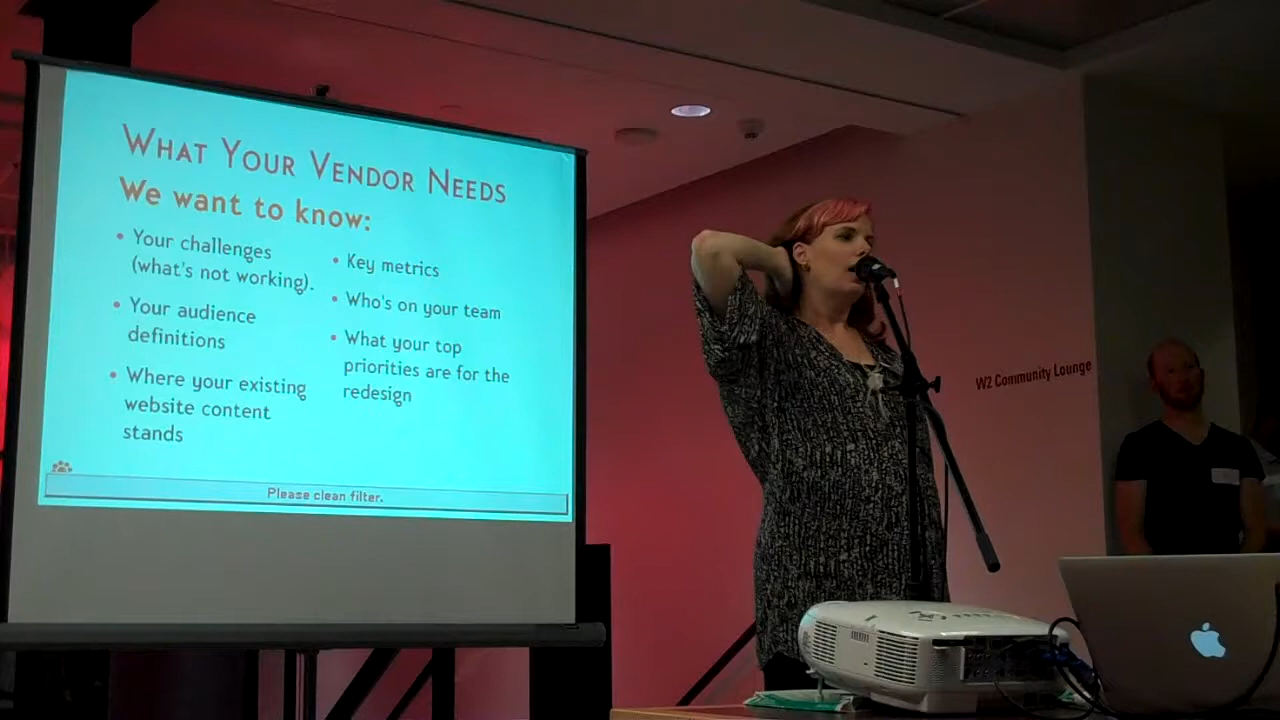 What Your Vendor Needs
We want to know:
• Your challenges
(what's not working).
• Your audience
definitions
• Where your existing
website content
stands
• Key metrics
• Who's on your team
• What your top
priorities are for the
redesign
Please clean filter.
W2 Community Lounge